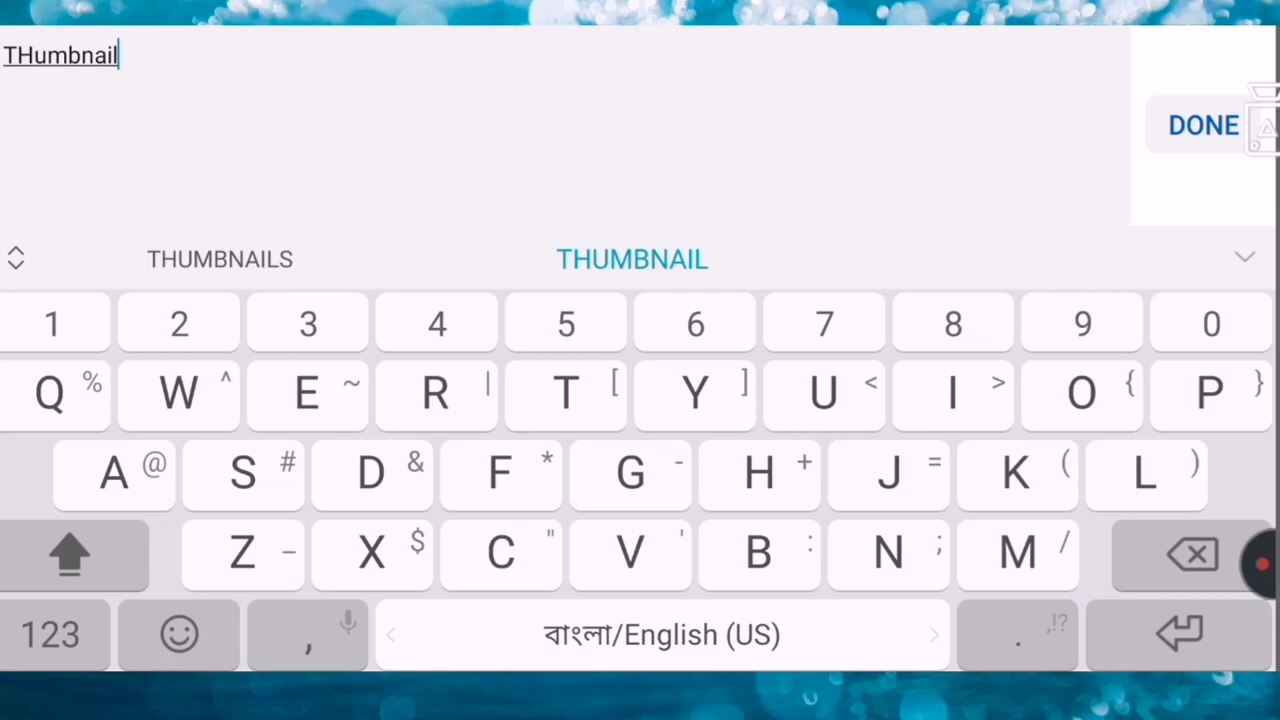 THumbnail
DONE
THUMBNAILS THUMBNAIL
1 2 3 4 5 6 7 8 9 0
Q % W ^ E ~ R | T [ Y ] U < I > O { P }
A @ S # D & F * G - H + J = K ( L )
Z _ X $ C " V ' B : N ; M /
123 , বাংলা/English (US) . ,!?